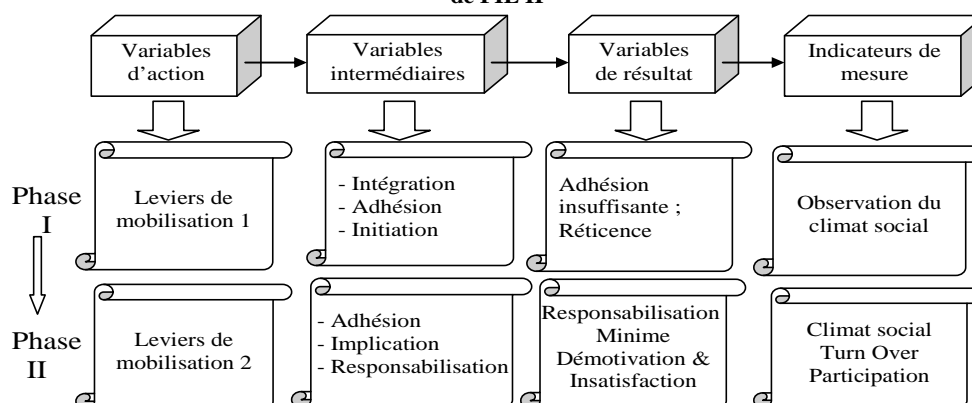 Variables
d'action
Variables
intermédiaires
Variables
de résultat
Indicateurs de
mesure
Phase
I
Leviers de
mobilisation 1
- Intégration
- Adhésion
- Initiation
Adhésion
insuffisante ;
Réticence
Observation du
climat social
Phase
II
Leviers de
mobilisation 2
- Adhésion
- Implication
- Responsabilisation
Responsabilisation
Minime
Démotivation &
Insatisfaction
Climat social
Turn Over
Participation